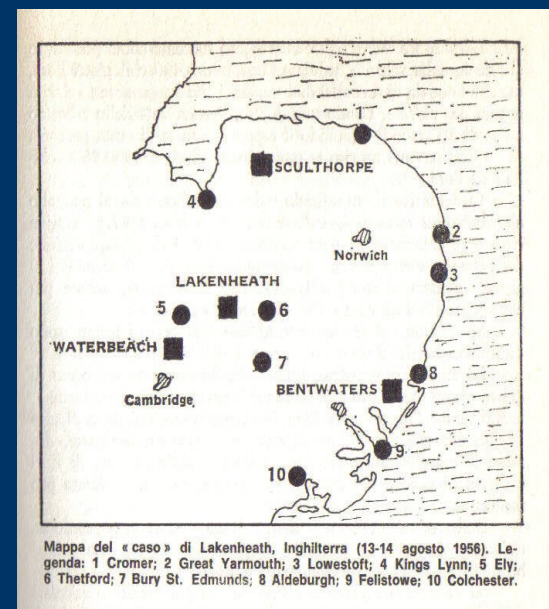 SCULTHORPE
4
2
Norwich
3
LAKENHEATH
5
6
WATERBEACH
7
8
Cambridge
BENTWATERS
9
10
Mappa del « caso » di Lakenheath, Inghilterra (13-14 agosto 1956). Le-
genda: 1 Cromer; 2 Great Yarmouth; 3 Lowestoft; 4 Kings Lynn; 5 Ely;
6 Thetford; 7 Bury St. Edmunds; 8 Aldeburgh; 9 Felistowe; 10 Colchester.